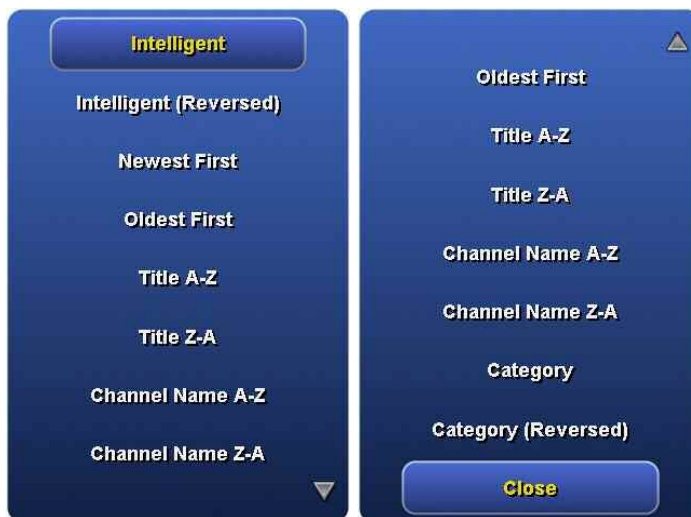 Intelligent
Intelligent (Reversed)
Newest First
Oldest First
Title A-Z
Title Z-A
Channel Name A-Z
Channel Name Z-A
Oldest First
Title A-Z
Title Z-A
Channel Name A-Z
Channel Name Z-A
Category
Category (Reversed)
Close